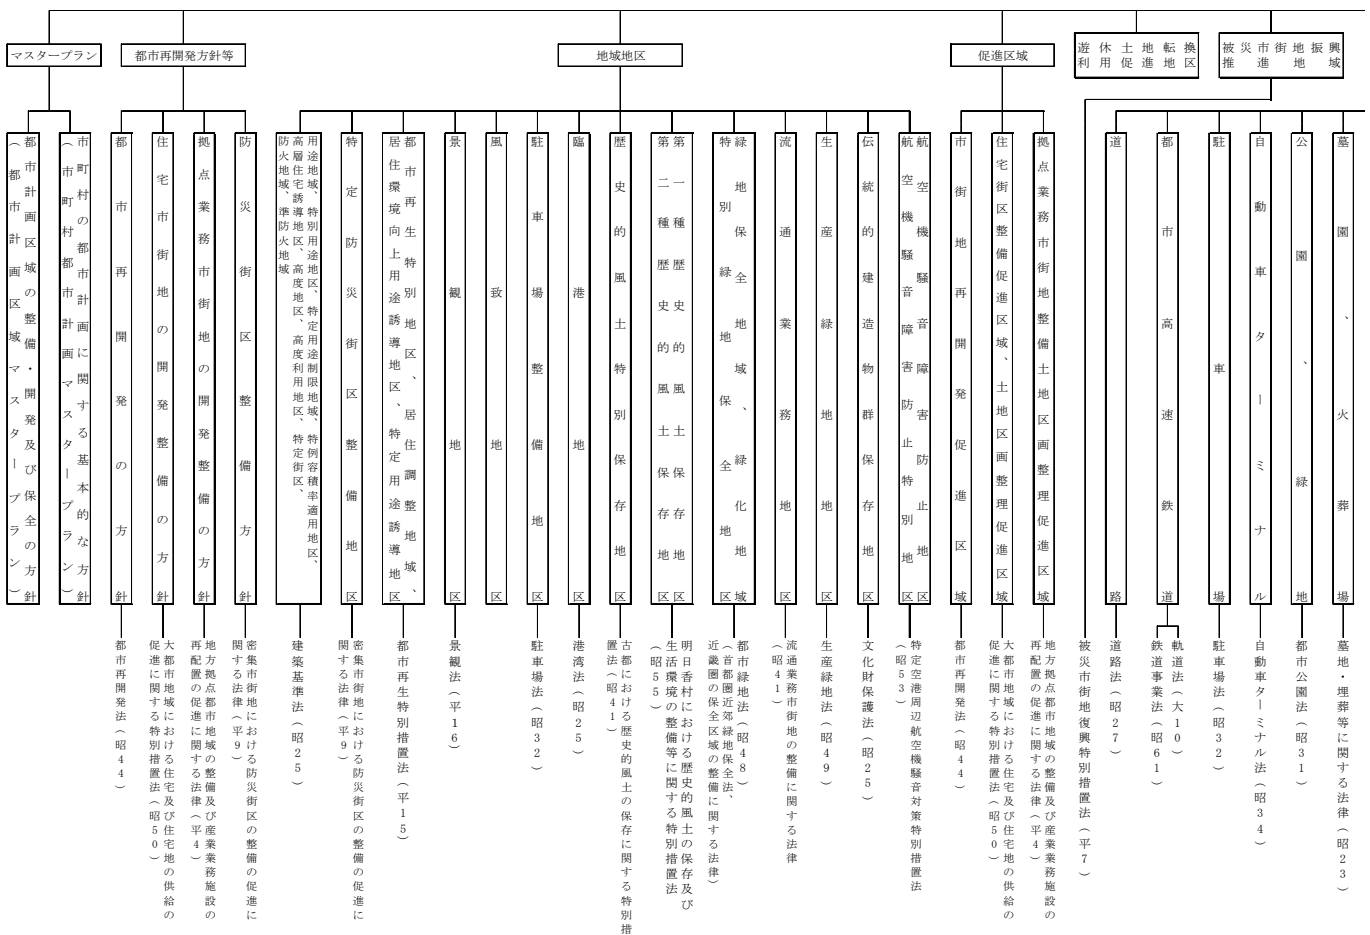 マスタープラン
都市再開発方針等
地域地区
促進区域
遊休土地転換
利用促進地区
被災市街地復興
推進地域
都市計画区域の整備・開発及び保全の方針
（都市計画区域マスタープラン）
市町村の都市計画に関する基本的な方針
（市町村都市計画マスタープラン）
都市再開発の方針
住宅市街地の開発整備の方針
拠点業務市街地の開発整備の方針
防災街区整備方針
用途地域、特別用途地区、特定用途制限地域、特例容積率適用地区、
高層住宅誘導地区、高度地区、高度利用地区、特定街区、
防火地域、準防火地域
特定防災街区整備地区
都市再生特別地区、居住調整地域、
居住環境向上用途誘導地区、特定用途誘導地区
景観地区
風致地区
駐車場整備地区
臨港地区
歴史的風土特別保存地区
第一種歴史的風土保存地区
第二種歴史的風土保存地区
緑地保全地域、緑化地域
特別緑地保全地区
流通業務地区
生産緑地地区
伝統的建造物群保存地区
航空機騒音障害防止地区
航空機騒音障害防止特別地区
市街地再開発促進区域
住宅街区整備促進区域、土地区画整理促進区域
拠点業務市街地整備土地区画整理促進区域
道路
都市高速鉄道
駐車場
自動車ターミナル
公園、緑地
墓園、火葬場
都市再開発法（昭44）
大都市地域における住宅及び住宅地の供給の
促進に関する特別措置法（昭50）
地方拠点都市地域の整備及び産業業務施設の
再配置の促進に関する法律（平4）
密集市街地における防災街区の整備の促進に
関する法律（平9）
建築基準法（昭25）
密集市街地における防災街区の整備の促進に
関する法律（平9）
都市再生特別措置法（平15）
景観法（平16）
駐車場法（昭32）
港湾法（昭25）
古都における歴史的風土の保存に関する特別措
置法（昭41）
明日香村における歴史的風土の保存及び
生活環境の整備等に関する特別措置法
（昭55）
都市緑地法（昭48）
（首都圏近郊緑地保全法、
近畿圏の保全区域の整備に関する法律）
流通業務市街地の整備に関する法律
（昭41）
生産緑地法（昭49）
文化財保護法（昭25）
特定空港周辺航空機騒音対策特別措置法
（昭53）
都市再開発法（昭44）
大都市地域における住宅及び住宅地の供給の
促進に関する特別措置法（昭50）
地方拠点都市地域の整備及び産業業務施設の
再配置の促進に関する法律（平4）
被災市街地復興特別措置法（平7）
道路法（昭27）
軌道法（大10）
鉄道事業法（昭61）
駐車場法（昭32）
自動車ターミナル法（昭34）
都市公園法（昭31）
墓地・埋葬等に関する法律（昭23）